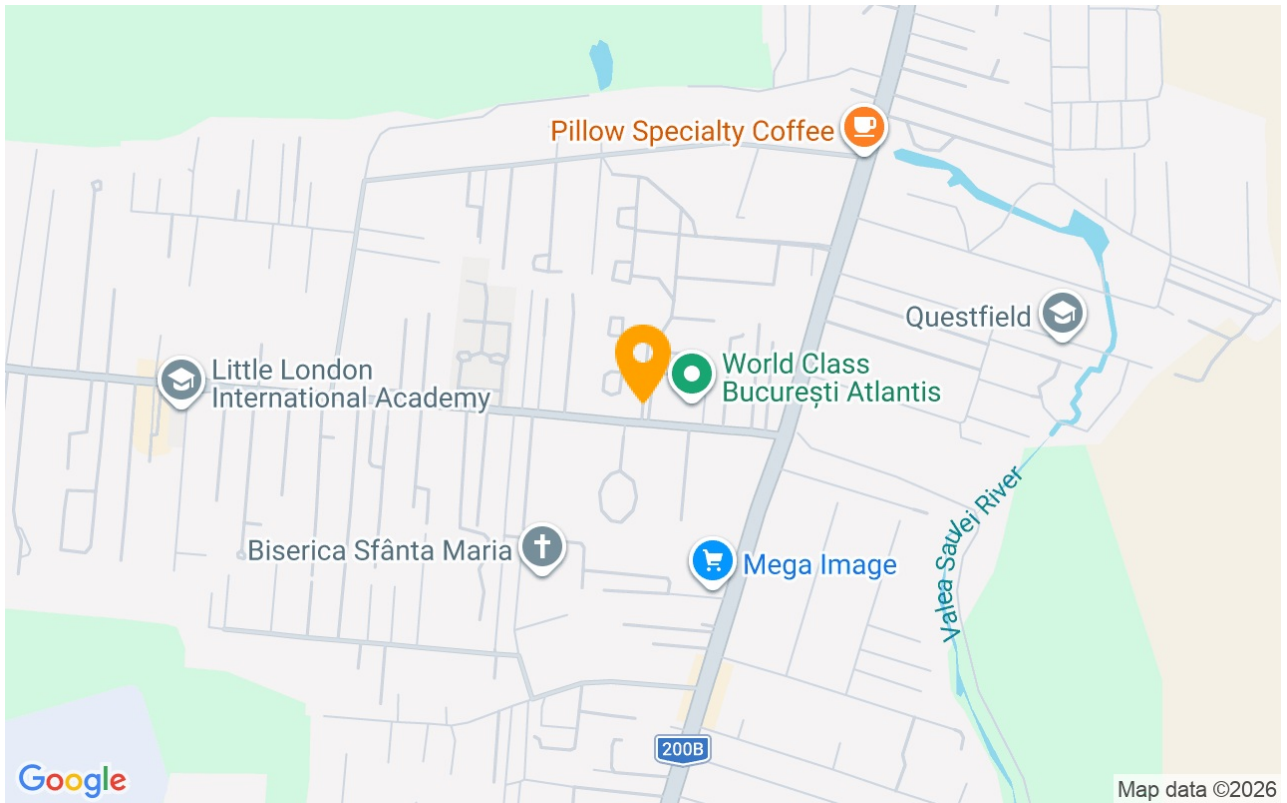 Pillow Specialty Coffee
Questfield
World Class
București Atlantis
Little London
International Academy
Valea Saulei River
Biserica Sfânta Maria
Mega Image
200B
Google
Map data ©2026